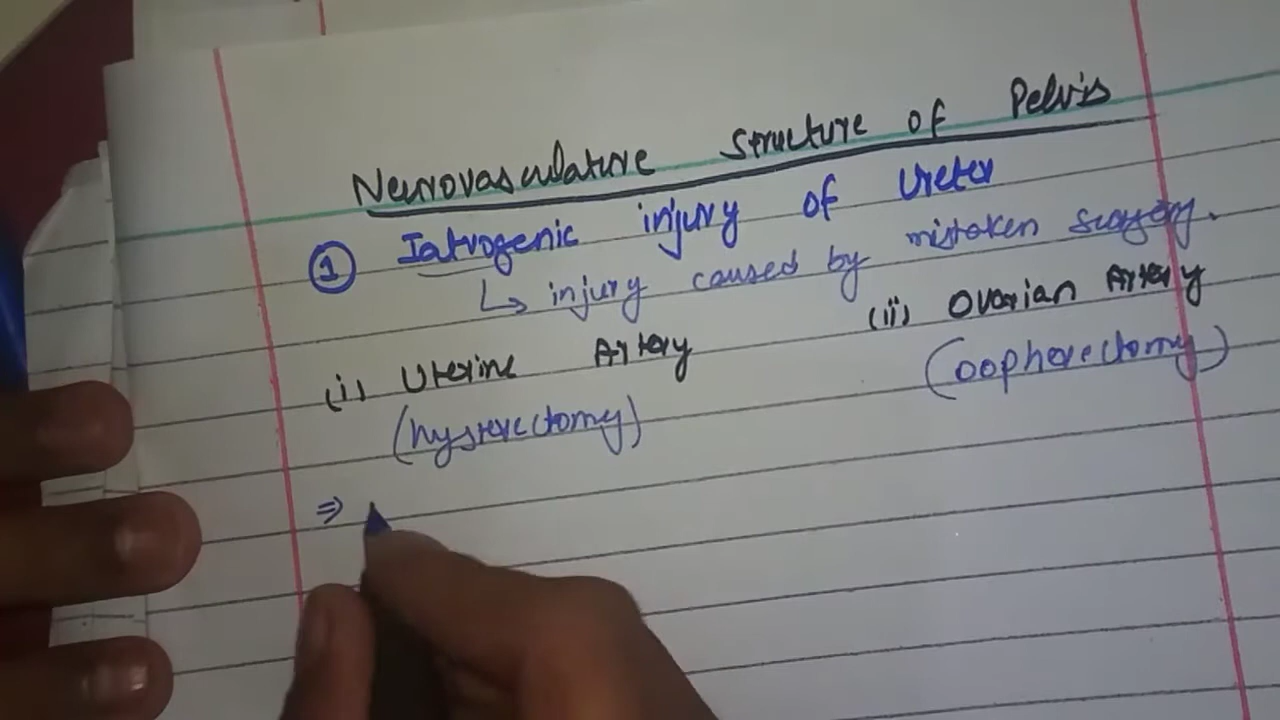 Neurovasculature Structure of Pelvis
① Iatrogenic injury of Ureter
↳ injury caused by mistaken surgery.
(i) Uterine Artery (ii) Ovarian Artery
(hysterectomy) (oopherectomy)
⇒